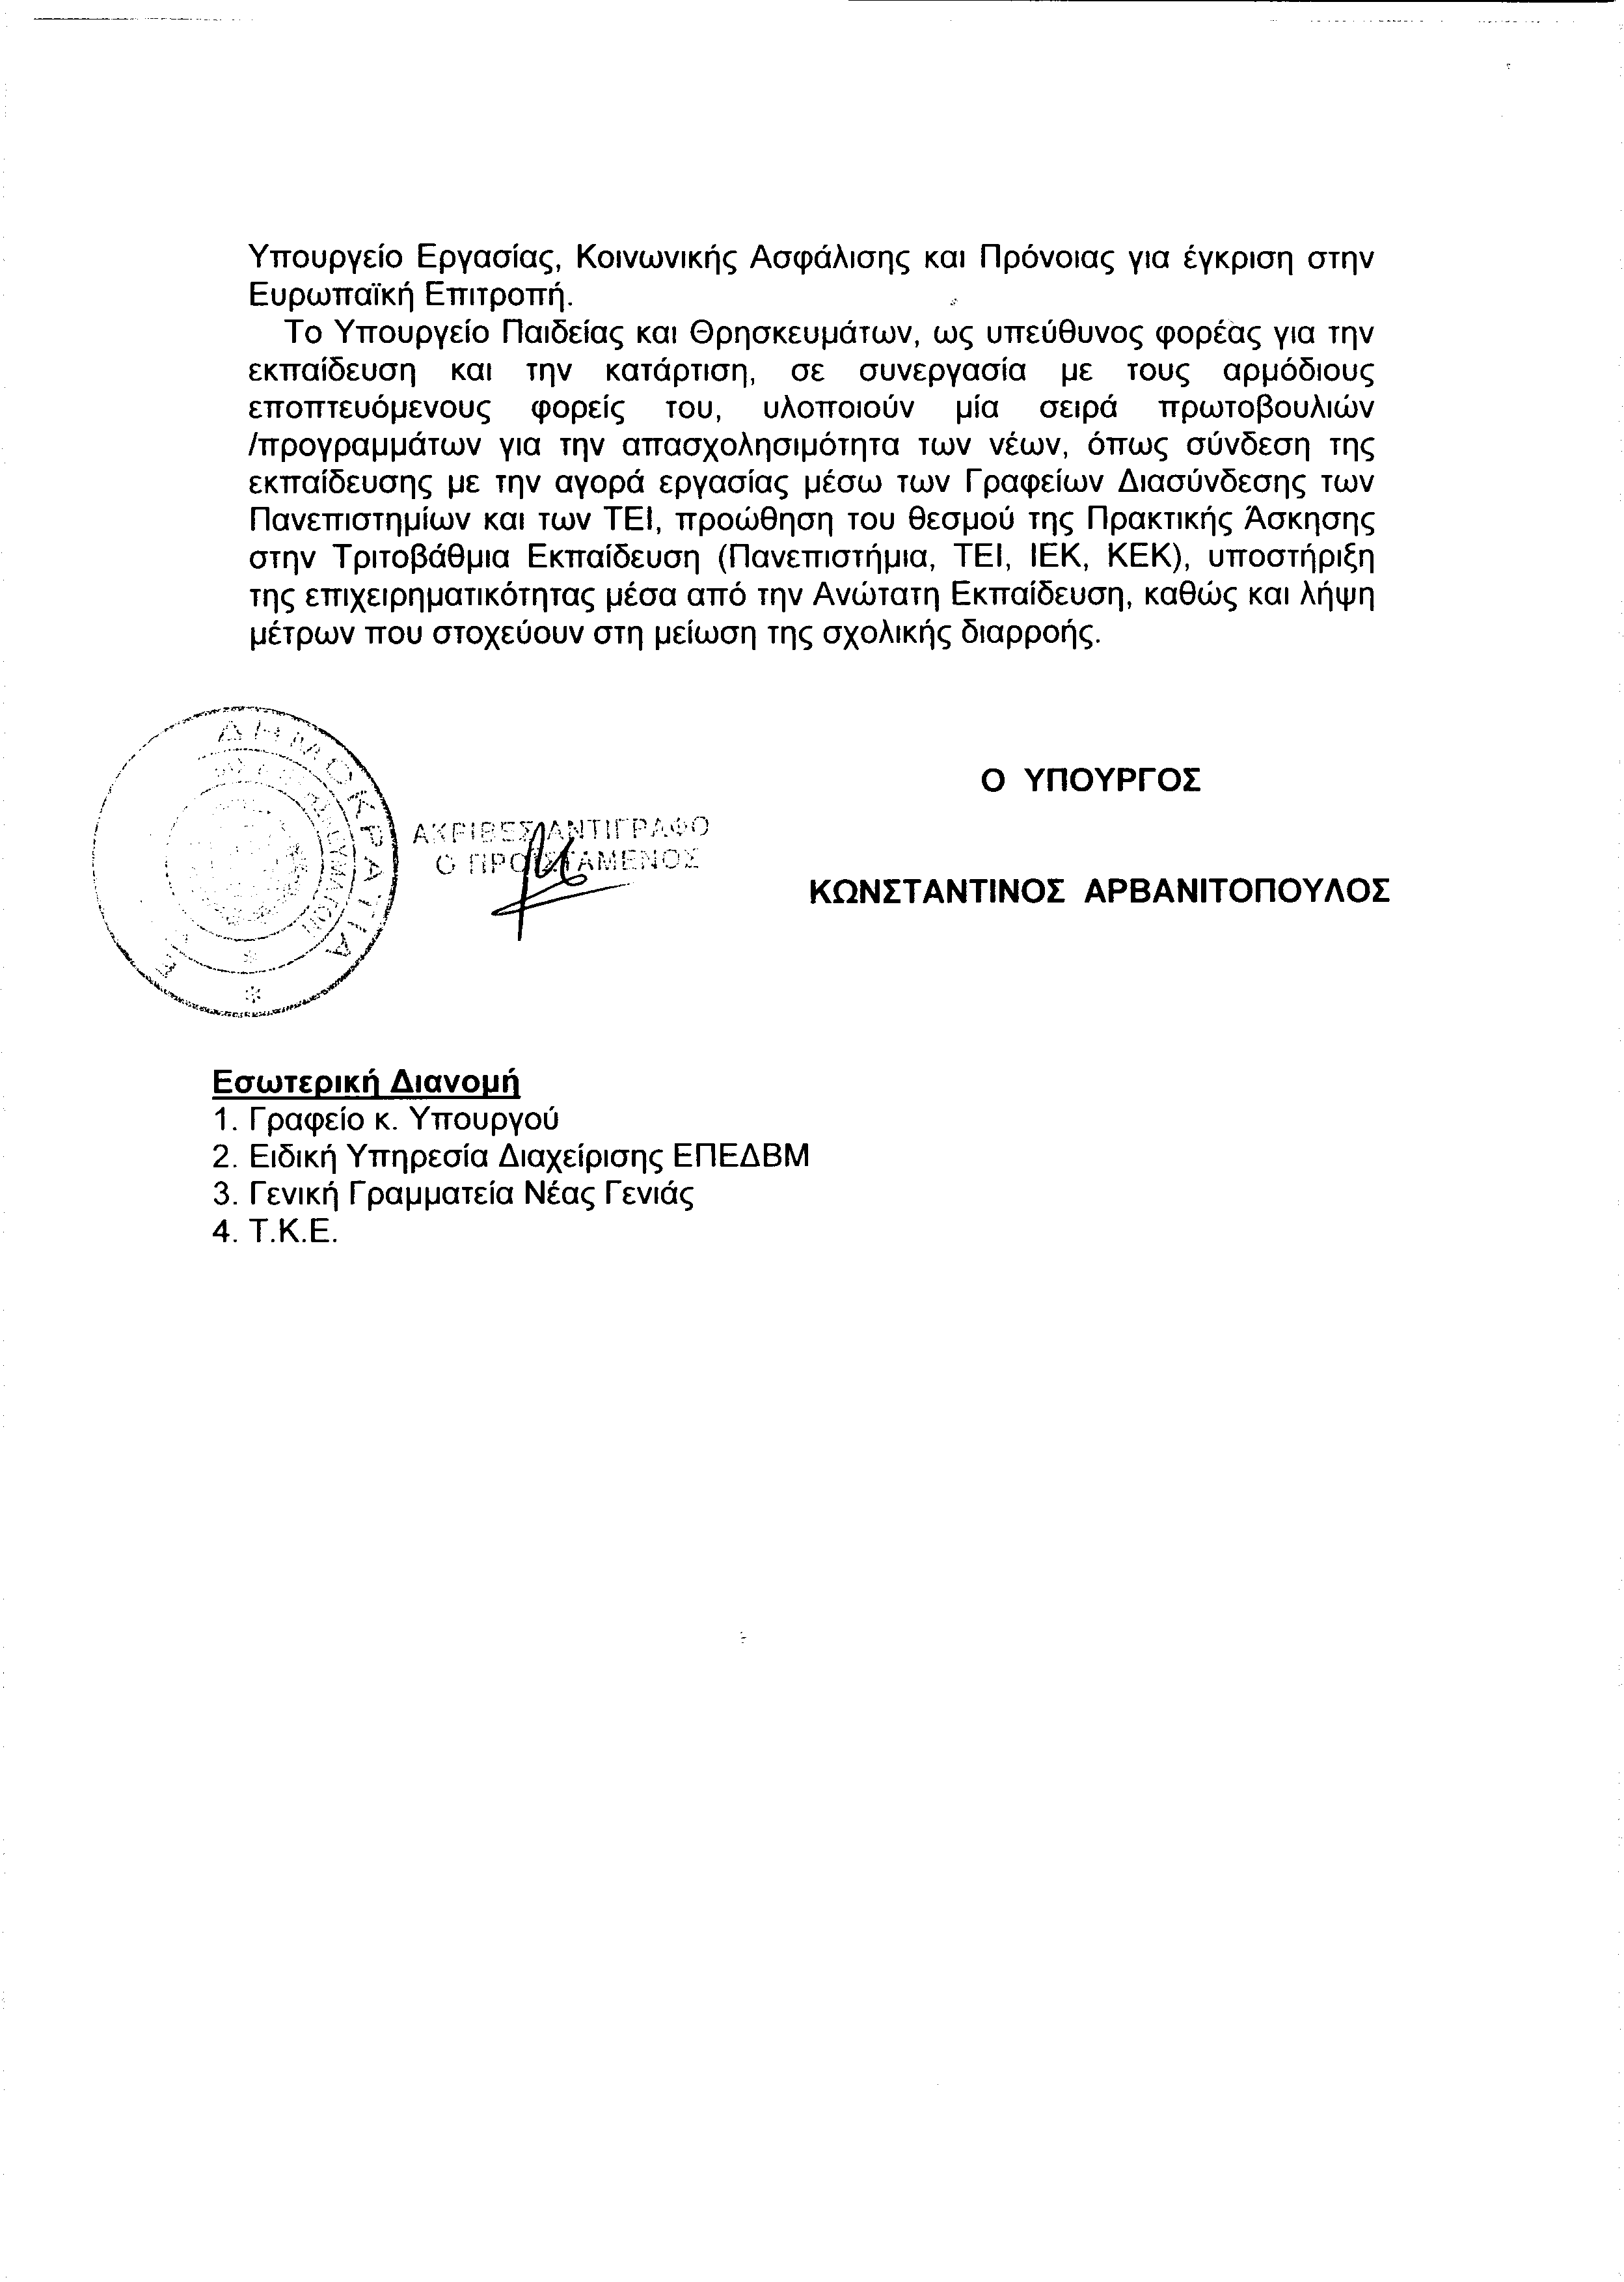 Υπουργείο Εργασίας, Κοινωνικής Ασφάλισης και Πρόνοιας για έγκριση στην
Ευρωπαϊκή Επιτροπή.
Το Υπουργείο Παιδείας και Θρησκευμάτων, ως υπεύθυνος φορέας για την
εκπαίδευση και την κατάρτιση, σε συνεργασία με τους αρμόδιους
εποπτευόμενους φορείς του, υλοποιούν μία σειρά πρωτοβουλιών
/προγραμμάτων για την απασχολησιμότητα των νέων, όπως σύνδεση της
εκπαίδευσης με την αγορά εργασίας μέσω των Γραφείων Διασύνδεσης των
Πανεπιστημίων και των ΤΕΙ, προώθηση του θεσμού της Πρακτικής Άσκησης
στην Τριτοβάθμια Εκπαίδευση (Πανεπιστήμια, ΤΕΙ, ΙΕΚ, ΚΕΚ), υποστήριξη
της επιχειρηματικότητας μέσα από την Ανώτατη Εκπαίδευση, καθώς και λήψη
μέτρων που στοχεύουν στη μείωση της σχολικής διαρροής.
ΔΗΜΟΚΡΑΤΙΑ
Ο ΥΠΟΥΡΓΟΣ
ΑΚΡΙΒΕΣ ΑΝΤΙΓΡΑΦΟ
Ο ΠΡΟΪΣΤΑΜΕΝΟΣ
ΚΩΝΣΤΑΝΤΙΝΟΣ ΑΡΒΑΝΙΤΟΠΟΥΛΟΣ
Εσωτερική Διανομή
1. Γραφείο κ. Υπουργού
2. Ειδική Υπηρεσία Διαχείρισης ΕΠΕΔΒΜ
3. Γενική Γραμματεία Νέας Γενιάς
4. Τ.Κ.Ε.